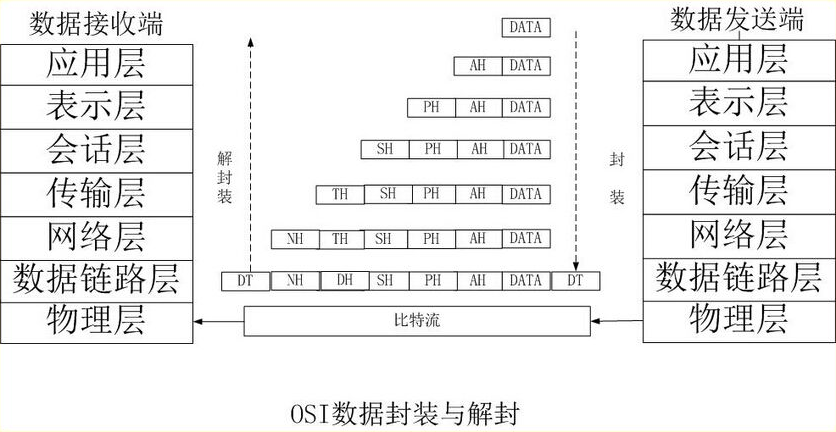 数据接收端
应用层
表示层
会话层
传输层
网络层
数据链路层
物理层
解封装
DATA
AH DATA
PH AH DATA
SH PH AH DATA
TH SH PH AH DATA
NH TH SH PH AH DATA
DT NH DH SH PH AH DATA DT
比特流
封装
数据发送端
应用层
表示层
会话层
传输层
网络层
数据链路层
物理层
OSI数据封装与解封